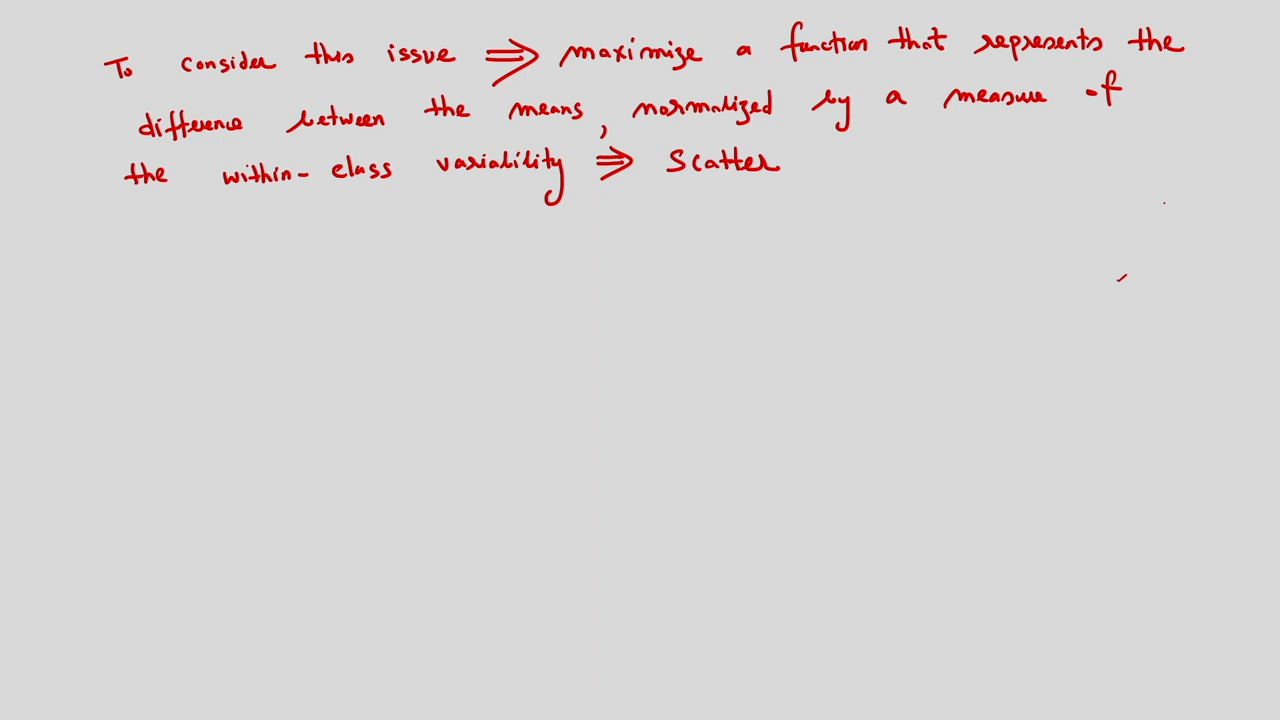 To consider this issue ⇒ maximize a function that represents the
difference between the means, normalized by a measure of
the within-class variability ⇒ Scatter